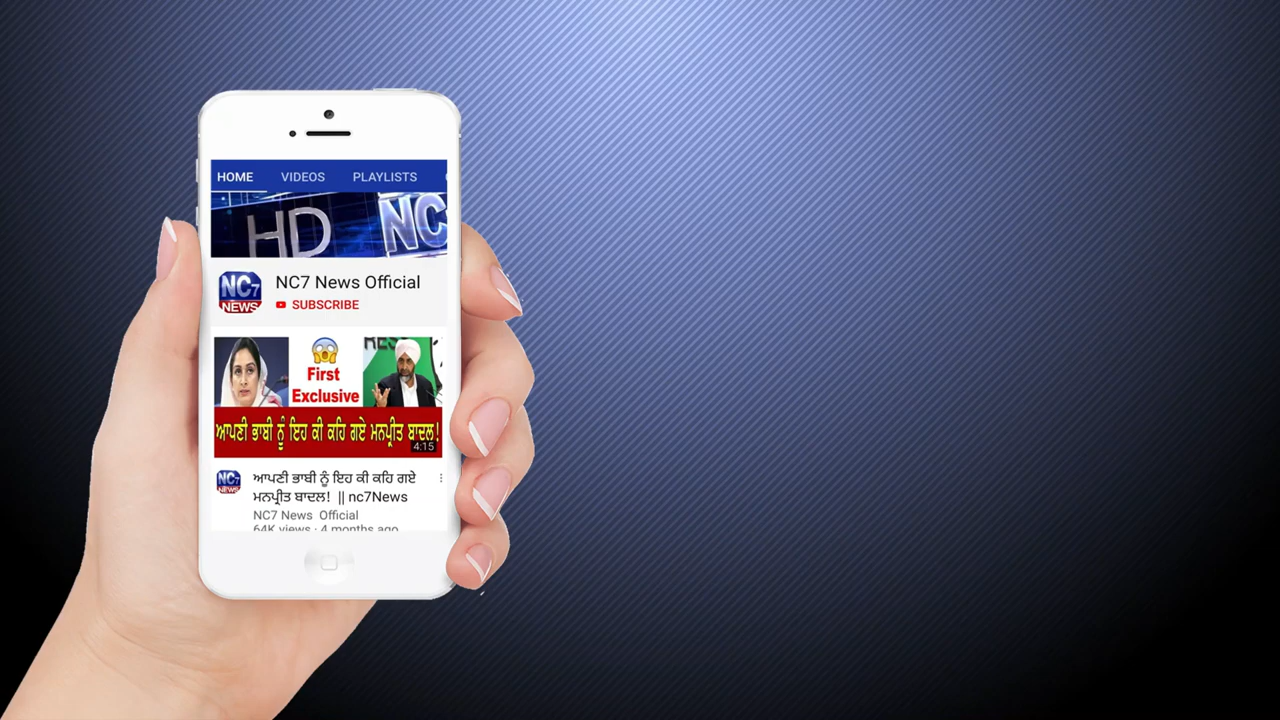 HOME VIDEOS PLAYLISTS
HD NC
NC7 News Official
SUBSCRIBE
NC7
NEWS
First
Exclusive
ਆਪਣੀ ਭਾਬੀ ਨੂੰ ਇਹ ਕੀ ਕਹਿ ਗਏ ਮਨਪ੍ਰੀਤ ਬਾਦਲ!
4:15
NC7
NEWS
ਆਪਣੀ ਭਾਬੀ ਨੂੰ ਇਹ ਕੀ ਕਹਿ ਗਏ
ਮਨਪ੍ਰੀਤ ਬਾਦਲ! || nc7News
NC7 News Official
64K views · 4 months ago